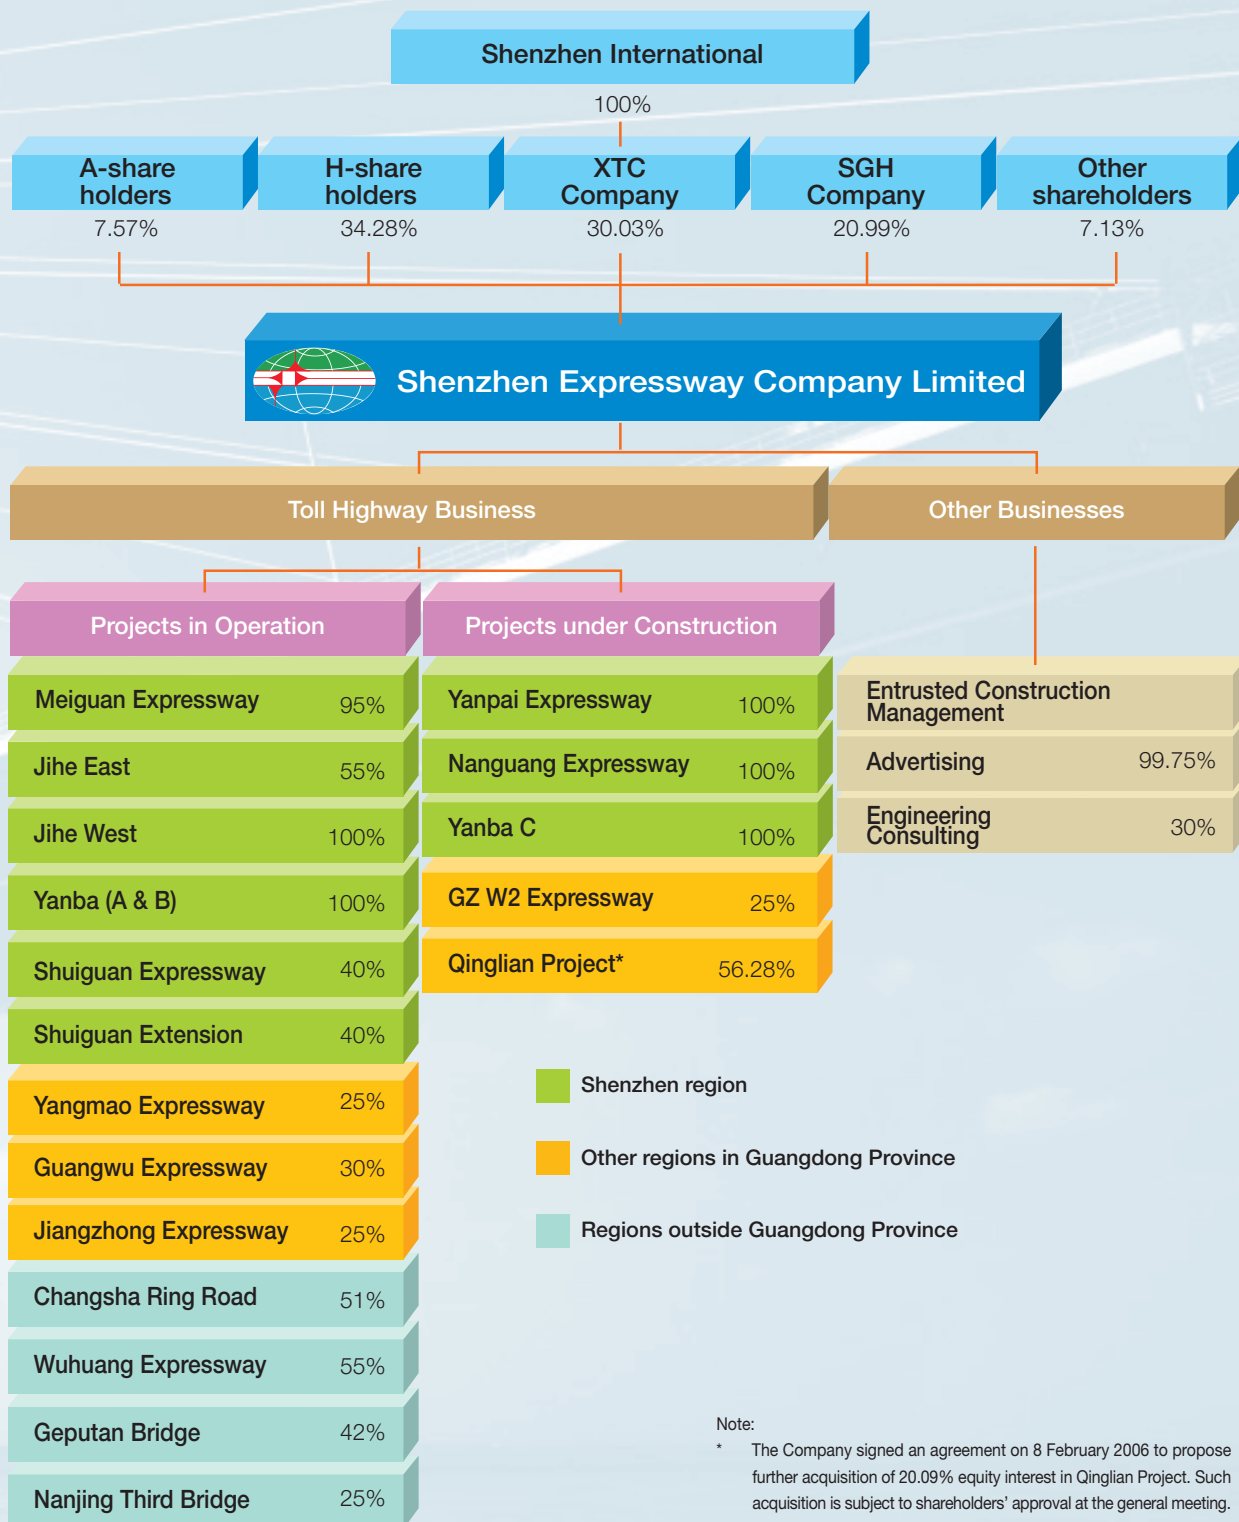 Shenzhen International
100%
A-share
holders
7.57%
H-share
holders
34.28%
XTC
Company
30.03%
SGH
Company
20.99%
Other
shareholders
7.13%
Shenzhen Expressway Company Limited
Toll Highway Business
Other Businesses
Projects in Operation
Meiguan Expressway 95%
Jihe East 55%
Jihe West 100%
Yanba (A & B) 100%
Shuiguan Expressway 40%
Shuiguan Extension 40%
Yangmao Expressway 25%
Guangwu Expressway 30%
Jiangzhong Expressway 25%
Changsha Ring Road 51%
Wuhuang Expressway 55%
Geputan Bridge 42%
Nanjing Third Bridge 25%
Projects under Construction
Yanpai Expressway 100%
Nanguang Expressway 100%
Yanba C 100%
GZ W2 Expressway 25%
Qinglian Project* 56.28%
Entrusted Construction
Management
Advertising 99.75%
Engineering
Consulting 30%
Shenzhen region
Other regions in Guangdong Province
Regions outside Guangdong Province
Note:
* The Company signed an agreement on 8 February 2006 to propose
further acquisition of 20.09% equity interest in Qinglian Project. Such
acquisition is subject to shareholders' approval at the general meeting.